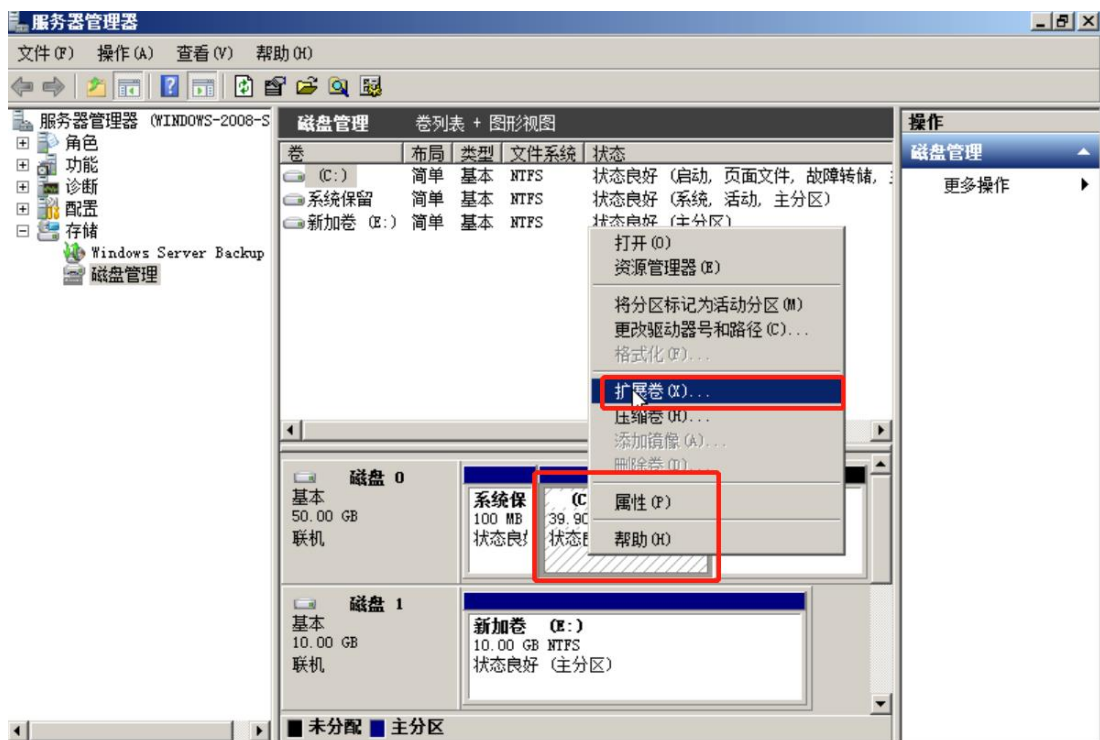 服务器管理器
文件(F) 操作(A) 查看(V) 帮助(H)
服务器管理器 (WINDOWS-2008-S
角色
功能
诊断
配置
存储
Windows Server Backup
磁盘管理
磁盘管理 卷列表 + 图形视图
卷 布局 类型 文件系统 状态
(C:) 简单 基本 NTFS 状态良好 (启动, 页面文件, 故障转储,
系统保留 简单 基本 NTFS 状态良好 (系统, 活动, 主分区)
新加卷 (E:) 简单 基本 NTFS 状态良好 (主分区)
打开(O)
资源管理器(E)
将分区标记为活动分区(M)
更改驱动器号和路径(C)...
格式化(F)...
扩展卷(X)...
压缩卷(H)...
添加镜像(A)...
删除卷(D)...
属性(P)
帮助(H)
磁盘 0
基本
50.00 GB
联机
系统保
100 MB
状态良
(C
39.90
状态
磁盘 1
基本
10.00 GB
联机
新加卷 (E:)
10.00 GB NTFS
状态良好 (主分区)
未分配 主分区
操作
磁盘管理
更多操作